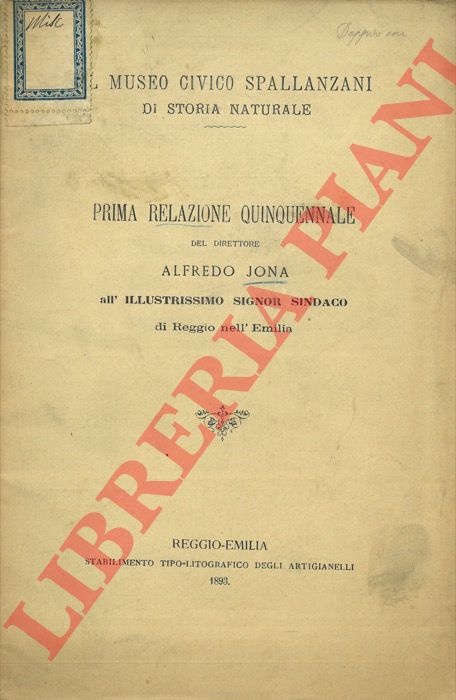 Misc
L MUSEO CIVICO SPALLANZANI
DI STORIA NATURALE
PRIMA RELAZIONE QUINQUENNALE
DEL DIRETTORE
ALFREDO JONA
all' ILLUSTRISSIMO SIGNOR SINDACO
di Reggio nell' Emilia
REGGIO-EMILIA
STABILIMENTO TIPO-LITOGRAFICO DEGLI ARTIGIANELLI
1893.
LIBRERIA PIANI